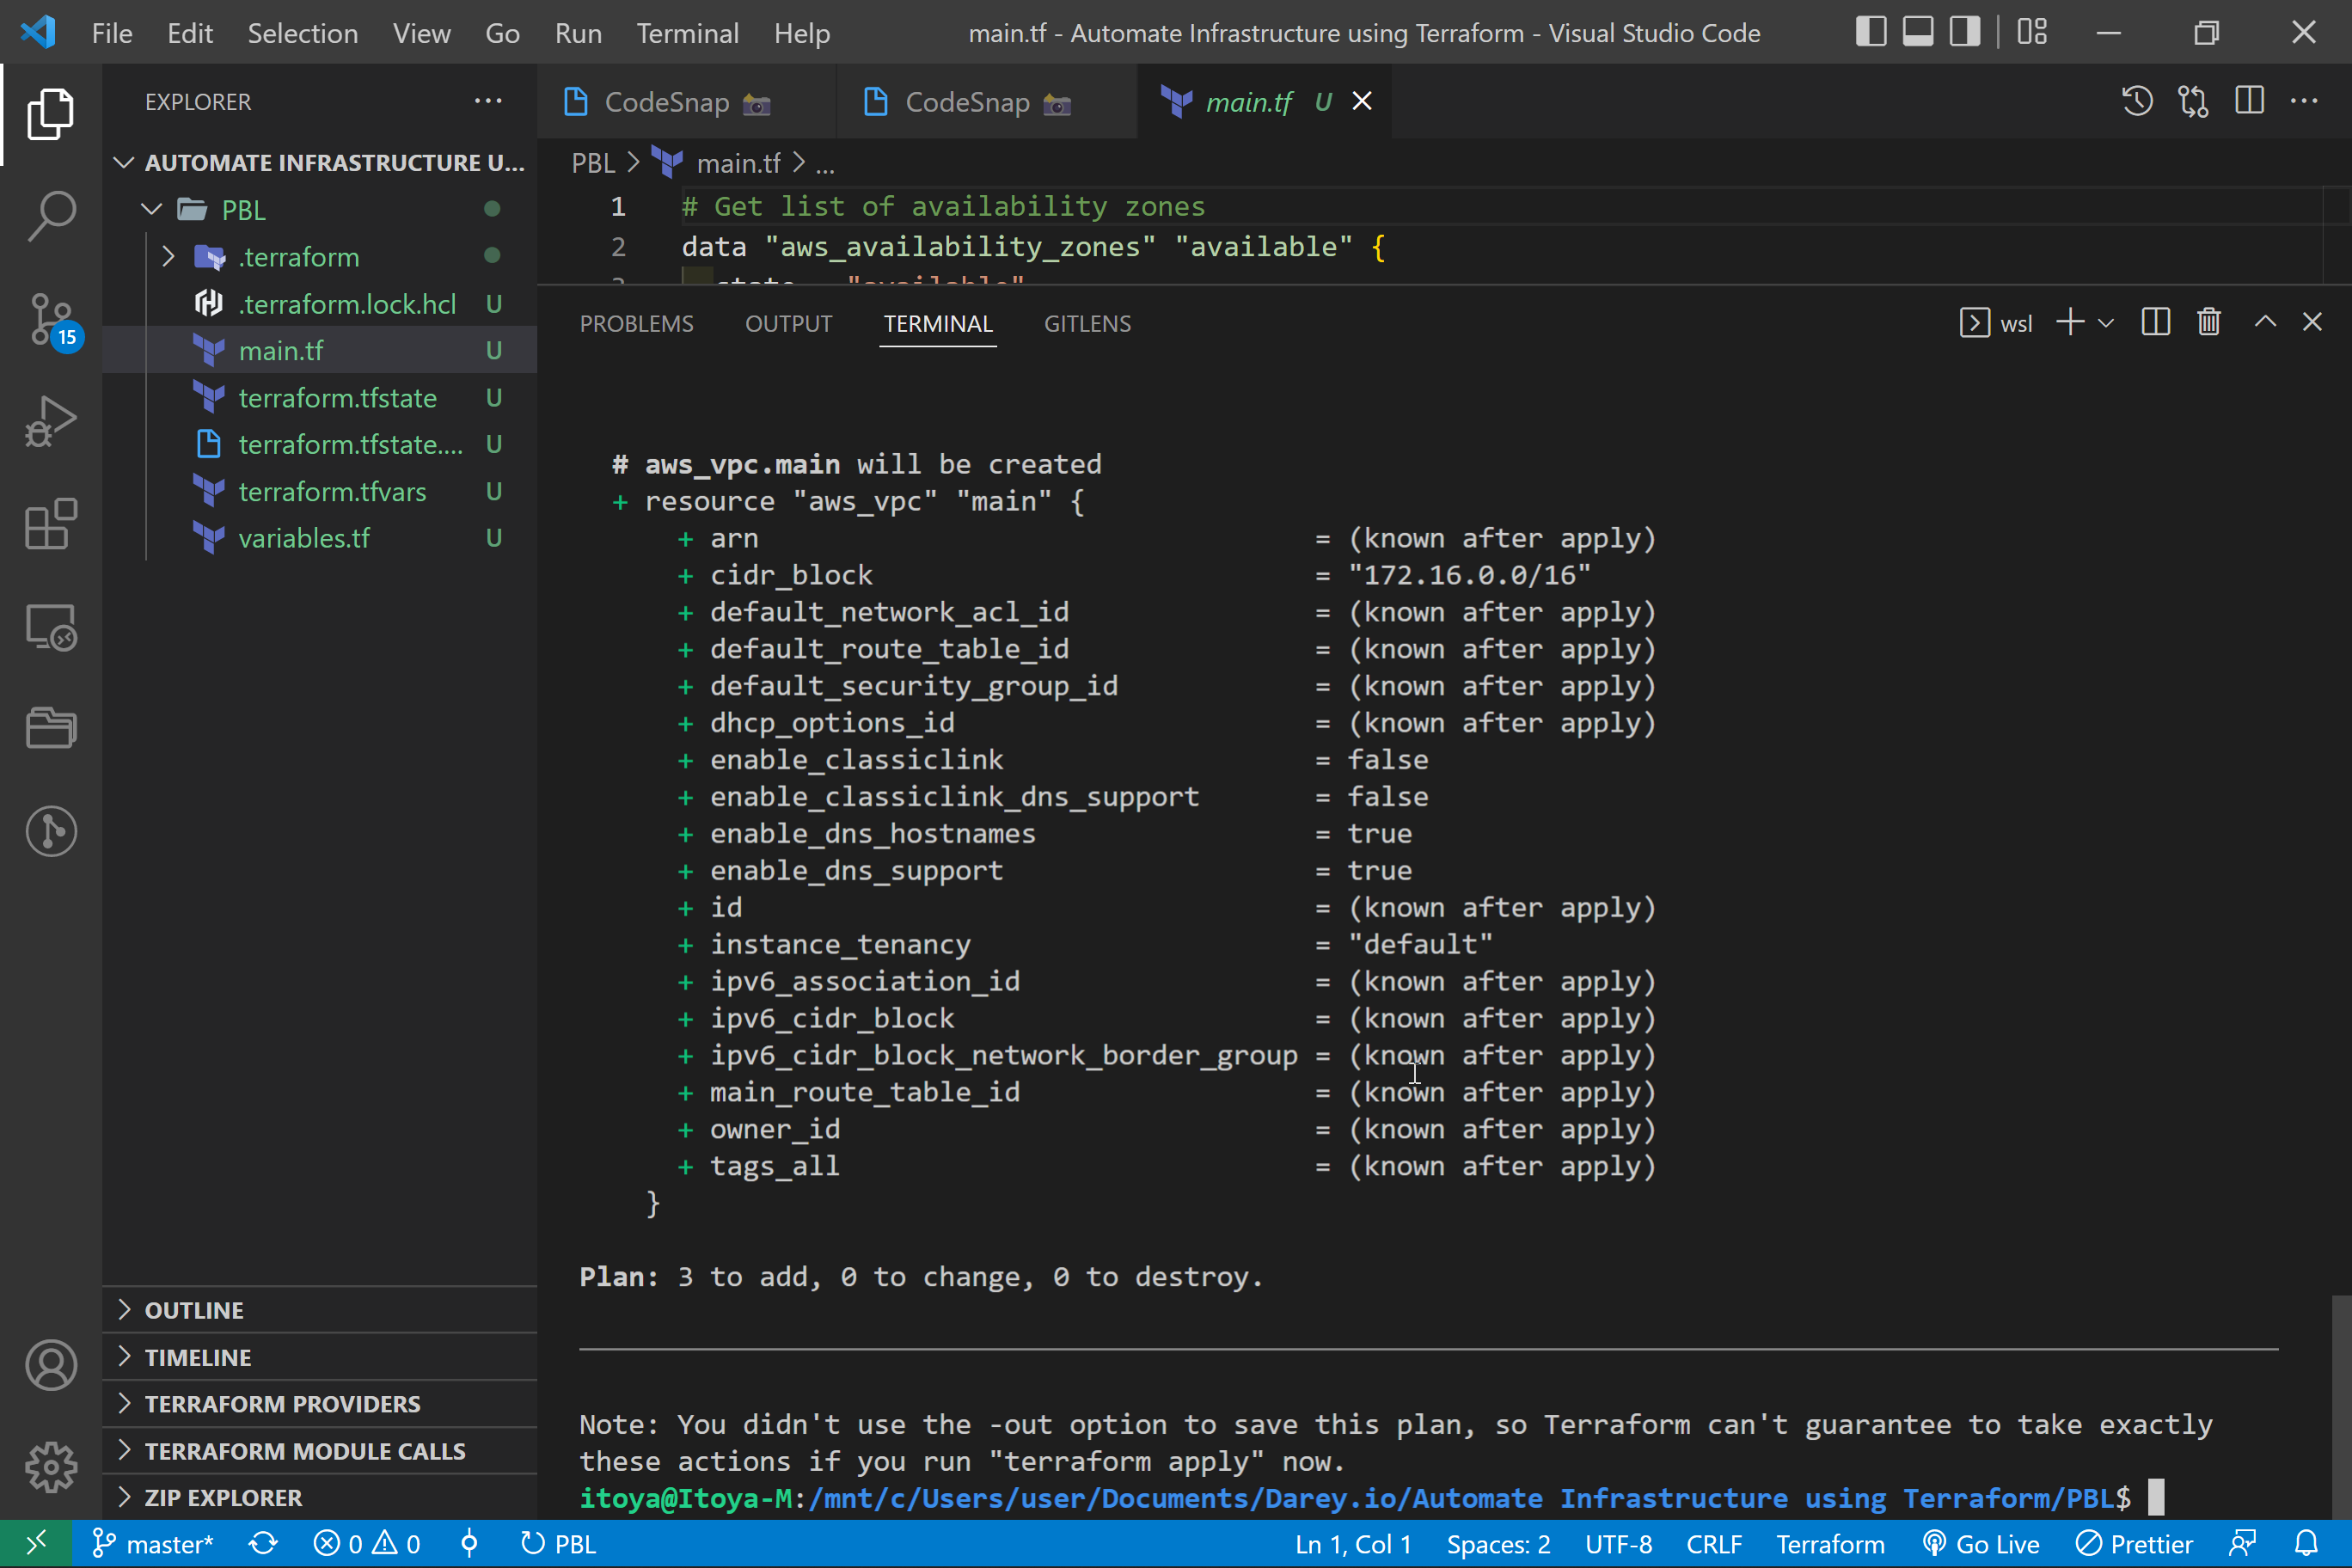 File Edit Selection View Go Run Terminal Help
main.tf - Automate Infrastructure using Terraform - Visual Studio Code
EXPLORER
AUTOMATE INFRASTRUCTURE U...
PBL
.terraform
.terraform.lock.hcl U
main.tf U
terraform.tfstate U
terraform.tfstate.... U
terraform.tfvars U
variables.tf U
15
OUTLINE
TIMELINE
TERRAFORM PROVIDERS
TERRAFORM MODULE CALLS
ZIP EXPLORER
CodeSnap CodeSnap main.tf U
PBL > main.tf > ...
1 # Get list of availability zones
2 data "aws_availability_zones" "available" {
3 state "available"
PROBLEMS OUTPUT TERMINAL GITLENS
wsl
# aws_vpc.main will be created
+ resource "aws_vpc" "main" {
+ arn = (known after apply)
+ cidr_block = "172.16.0.0/16"
+ default_network_acl_id = (known after apply)
+ default_route_table_id = (known after apply)
+ default_security_group_id = (known after apply)
+ dhcp_options_id = (known after apply)
+ enable_classiclink = false
+ enable_classiclink_dns_support = false
+ enable_dns_hostnames = true
+ enable_dns_support = true
+ id = (known after apply)
+ instance_tenancy = "default"
+ ipv6_association_id = (known after apply)
+ ipv6_cidr_block = (known after apply)
+ ipv6_cidr_block_network_border_group = (known after apply)
+ main_route_table_id = (known after apply)
+ owner_id = (known after apply)
+ tags_all = (known after apply)
}
Plan: 3 to add, 0 to change, 0 to destroy.
Note: You didn't use the -out option to save this plan, so Terraform can't guarantee to take exactly
these actions if you run "terraform apply" now.
itoya@Itoya-M:/mnt/c/Users/user/Documents/Darey.io/Automate Infrastructure using Terraform/PBL$
master* 0 0 PBL Ln 1, Col 1 Spaces: 2 UTF-8 CRLF Terraform Go Live Prettier